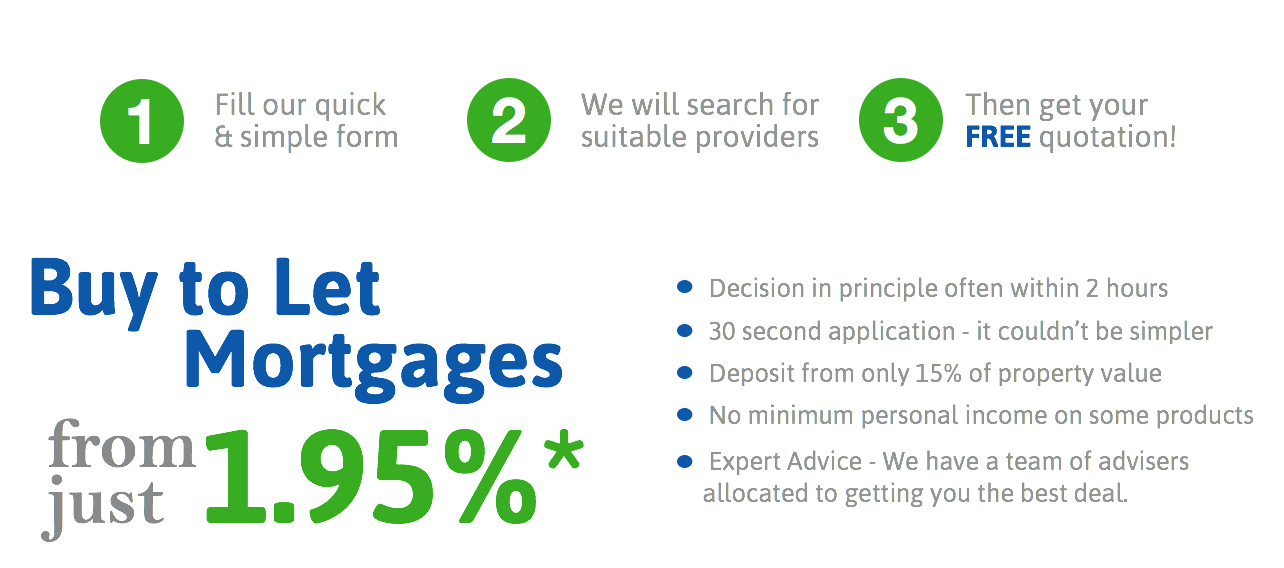 1
Fill our quick
& simple form
2
We will search for
suitable providers
3
Then get your
FREE quotation!
Buy to Let
Mortgages
from
just
1.95%*
Decision in principle often within 2 hours
30 second application - it couldn't be simpler
Deposit from only 15% of property value
No minimum personal income on some products
Expert Advice - We have a team of advisers
allocated to getting you the best deal.